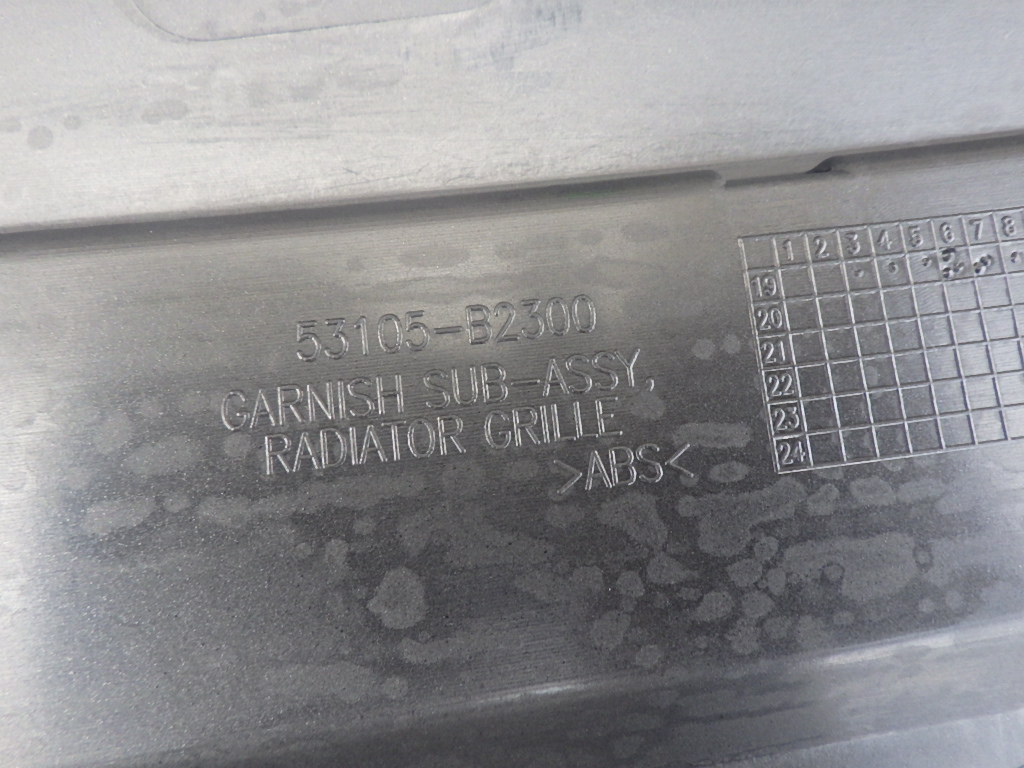 53105-B2300
GARNISH SUB-ASSY,
RADIATOR GRILLE
>ABS<
1 2 3 4 5 6 7 8
19
20
21
22
23
24